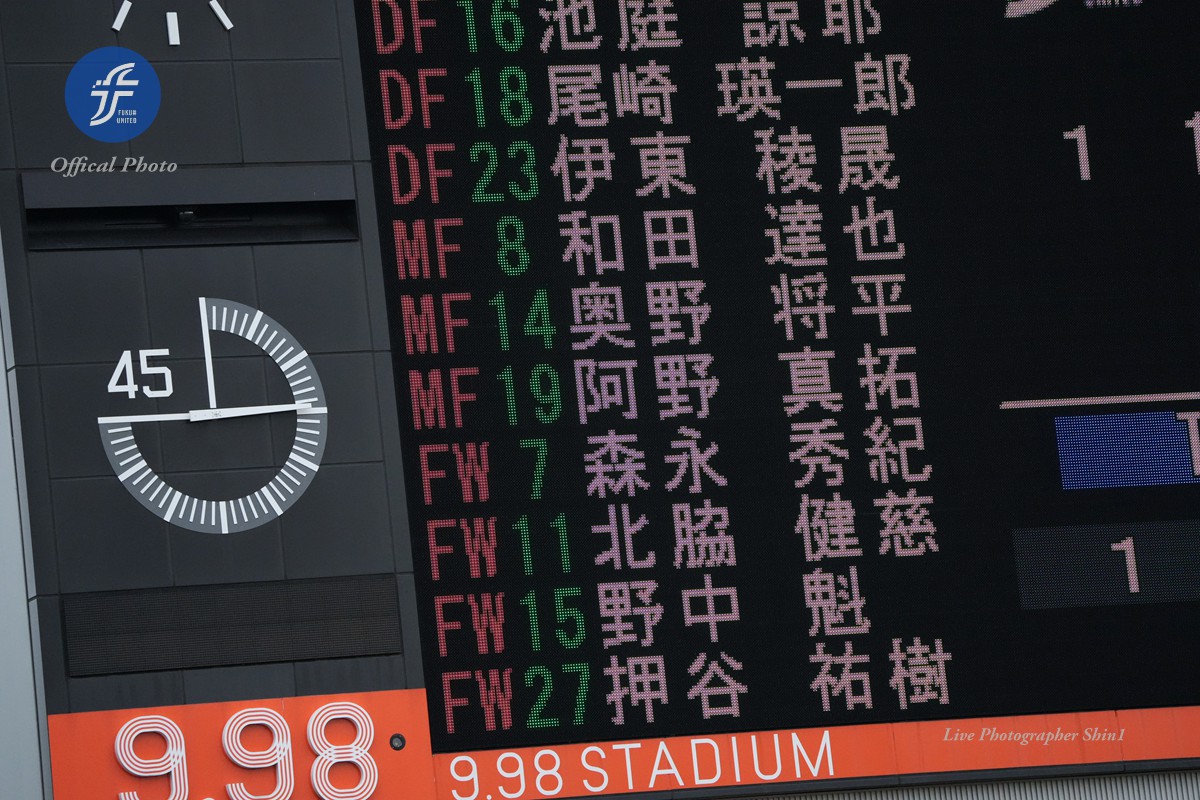 FUKUI
UNITED
Offical Photo
DF 16 池庭 諒耶
DF 18 尾崎 瑛一郎
DF 23 伊東 稜晟
MF 8 和田 達也
MF 14 奥野 将平
MF 19 阿野 真拓
FW 7 森永 秀紀
FW 11 北脇 健慈
FW 15 野中 魁
FW 27 押谷 祐樹
1
1
45
9.98
9.98 STADIUM
Live Photographer Shin1